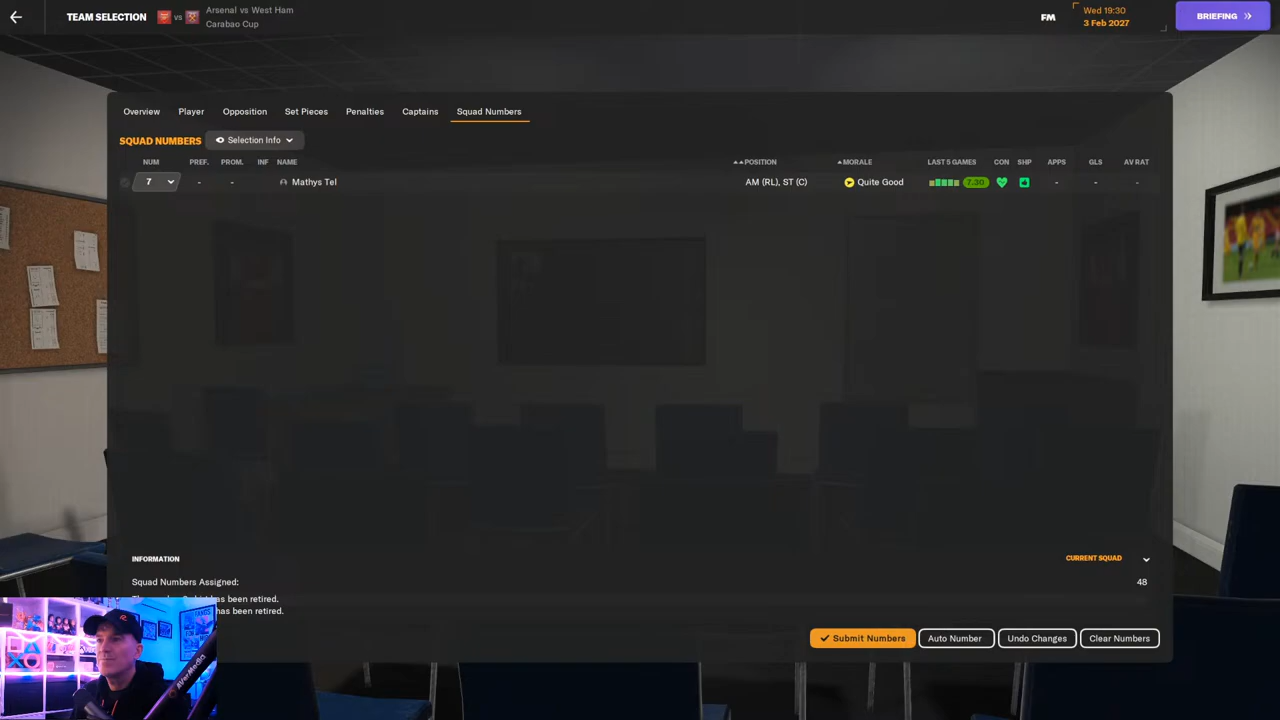 TEAM SELECTION
vs
Arsenal vs West Ham
Carabao Cup
FM
Wed 19:30
3 Feb 2027
BRIEFING
Overview
Player
Opposition
Set Pieces
Penalties
Captains
Squad Numbers
SQUAD NUMBERS
Selection Info
NUM PREF. PROM. INF NAME POSITION MORALE LAST 5 GAMES CON SHP APPS GLS AV RAT
7 - - Mathys Tel AM (RL), ST (C) Quite Good 7.30 - - -
INFORMATION
CURRENT SQUAD
Squad Numbers Assigned: 48
has been retired.
has been retired.
Submit Numbers
Auto Number
Undo Changes
Clear Numbers
AVerMedia